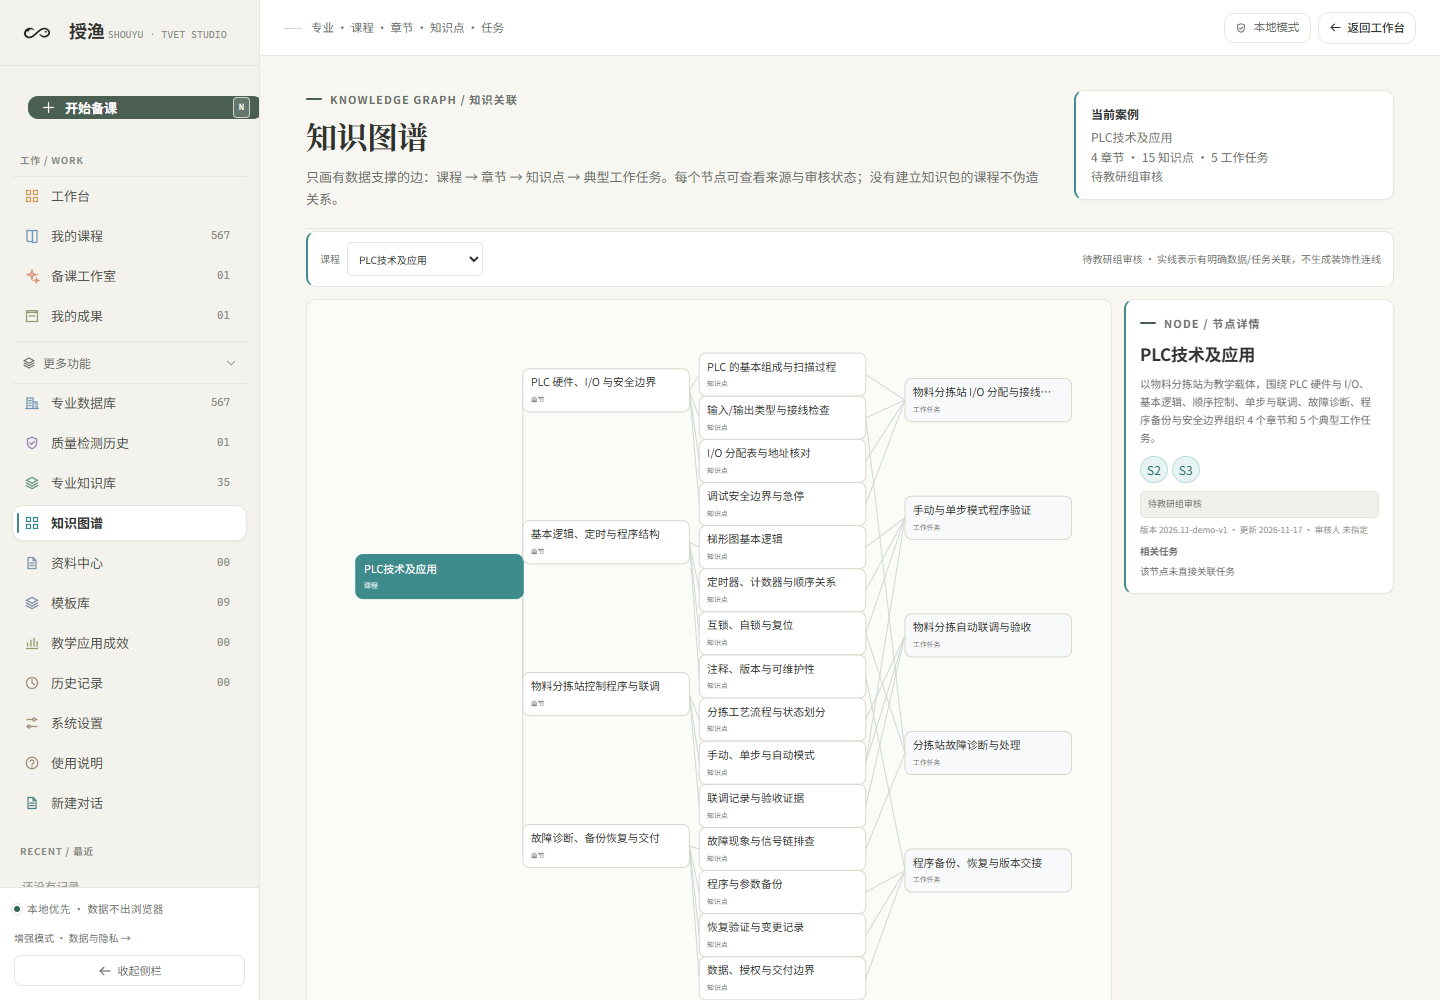 授渔 SHOUYU · TVET STUDIO
开始备课 N
工作 / WORK
工作台
我的课程 567
备课工作室 01
我的成果 01
更多功能
专业数据库 567
质量检测历史 01
专业知识库 35
知识图谱
资料中心 00
模板库 09
教学应用成效 00
历史记录 00
系统设置
使用说明
新建对话
RECENT / 最近
还没有记录
本地优先 · 数据不出浏览器
增强模式 · 数据与隐私 →
← 收起侧栏
专业 · 课程 · 章节 · 知识点 · 任务
本地模式
← 返回工作台
KNOWLEDGE GRAPH / 知识关联
知识图谱
只画有数据支撑的边：课程 → 章节 → 知识点 → 典型工作任务。每个节点可查看来源与审核状态；没有建立知识包的课程不伪造
关系。
当前案例
PLC技术及应用
4 章节 · 15 知识点 · 5 工作任务
待教研组审核
课程 PLC技术及应用
待教研组审核 · 实线表示有明确数据/任务关联，不生成装饰性连线
PLC技术及应用
课程
PLC 硬件、I/O 与安全边界
章节
基本逻辑、定时与程序结构
章节
物料分拣站控制程序与联调
章节
故障诊断、备份恢复与交付
章节
PLC 的基本组成与扫描过程
知识点
输入/输出类型与接线检查
知识点
I/O 分配表与地址核对
知识点
调试安全边界与急停
知识点
梯形图基本逻辑
知识点
定时器、计数器与顺序关系
知识点
互锁、自锁与复位
知识点
注释、版本与可维护性
知识点
分拣工艺流程与状态划分
知识点
手动、单步与自动模式
知识点
联调记录与验收证据
知识点
故障现象与信号链排查
知识点
程序与参数备份
知识点
恢复验证与变更记录
知识点
数据、授权与交付边界
知识点
物料分拣站 I/O 分配与接线…
工作任务
手动与单步模式程序验证
工作任务
物料分拣自动联调与验收
工作任务
分拣站故障诊断与处理
工作任务
程序备份、恢复与版本交接
工作任务
NODE / 节点详情
PLC技术及应用
以物料分拣站为教学载体，围绕 PLC 硬件与 I/O、
基本逻辑、顺序控制、单步与联调、故障诊断、程
序备份与安全边界组织 4 个章节和 5 个典型工作任
务。
S2 S3
待教研组审核
版本 2026.11-demo-v1 · 更新 2026-11-17 · 审核人 未指定
相关任务
该节点未直接关联任务